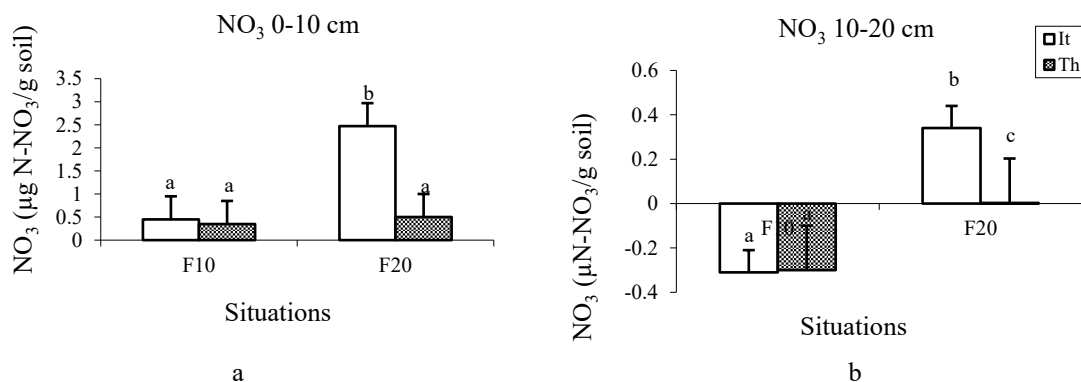 NO₃ 0-10 cm
NO₃ (µg N-NO₃/g soil)
3.5
3
2.5
2
1.5
1
0.5
0
a
a
b
a
F10
F20
Situations
a
NO₃ 10-20 cm
It
Th
NO₃ (µN-NO₃/g soil)
0.6
0.4
0.2
0
-0.2
-0.4
b
c
a
a
F20
Situations
b